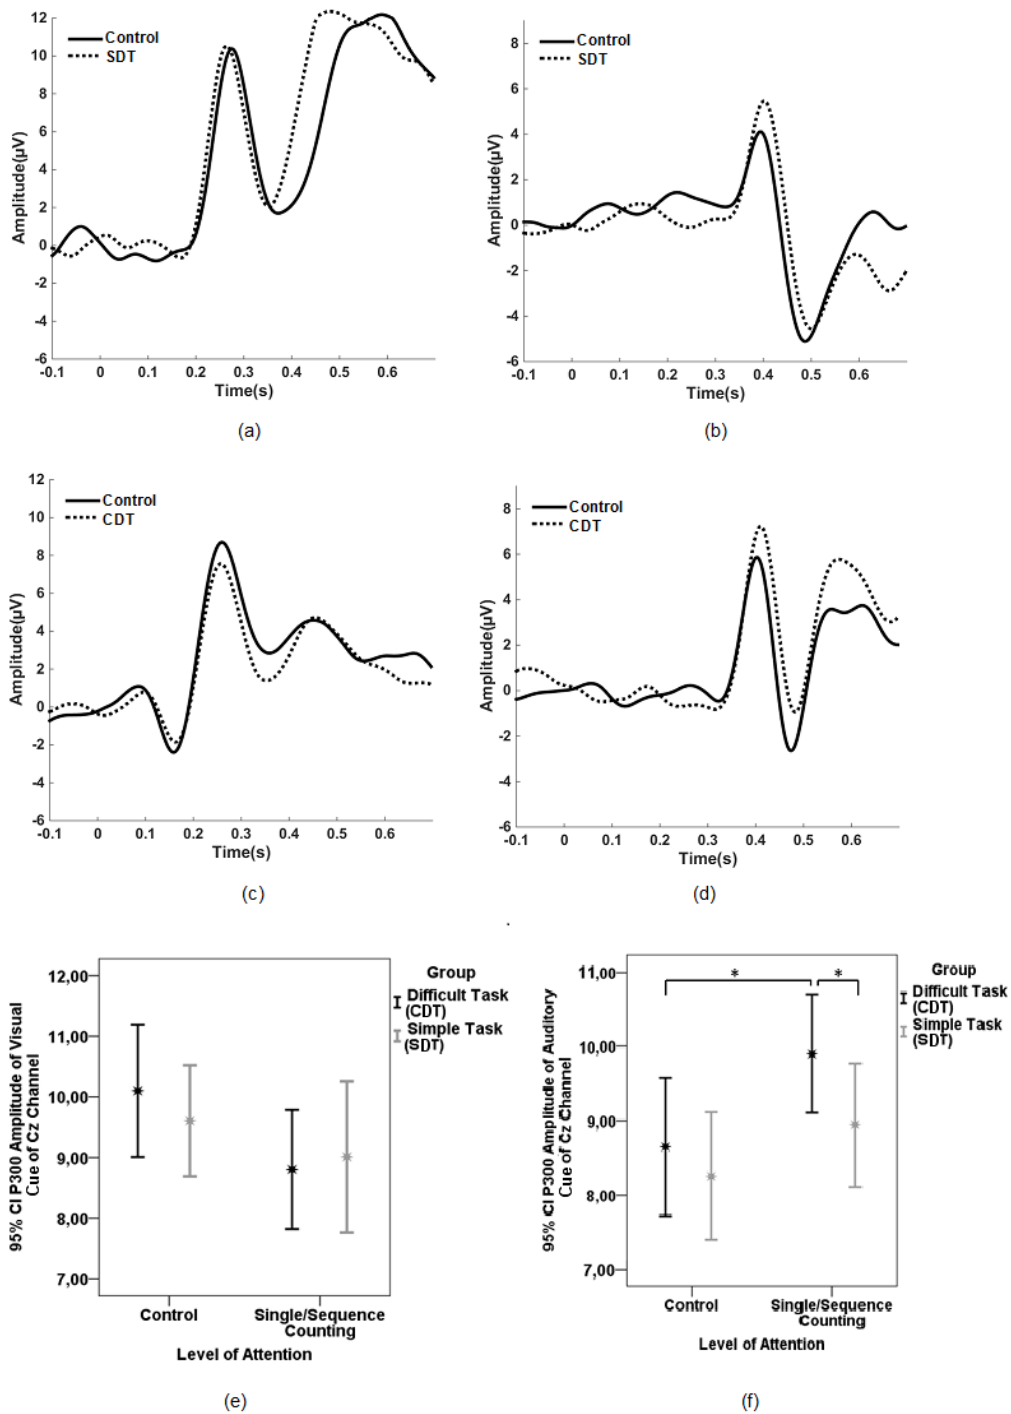 12
10
8
6
4
2
0
-2
-4
-6
Amplitude(µV)
Control
SDT
-0.1 0 0.1 0.2 0.3 0.4 0.5 0.6
Time(s)
(a)
8
6
4
2
0
-2
-4
-6
Amplitude(µV)
Control
SDT
-0.1 0 0.1 0.2 0.3 0.4 0.5 0.6
Time(s)
(b)
12
10
8
6
4
2
0
-2
-4
-6
Amplitude(µV)
Control
CDT
-0.1 0 0.1 0.2 0.3 0.4 0.5 0.6
Time(s)
(c)
8
6
4
2
0
-2
-4
-6
Amplitude(µV)
Control
CDT
-0.1 0 0.1 0.2 0.3 0.4 0.5 0.6
Time(s)
(d)
95% CI P300 Amplitude of Visual
Cue of Cz Channel
12,00
11,00
10,00
9,00
8,00
7,00
Group
Difficult Task
(CDT)
Simple Task
(SDT)
Control Single/Sequence
Counting
Level of Attention
(e)
95% CI P300 Amplitude of Auditory
Cue of Cz Channel
11,00
10,00
9,00
8,00
7,00
* *
Group
Difficult Task
(CDT)
Simple Task
(SDT)
Control Single/Sequence
Counting
Level of Attention
(f)